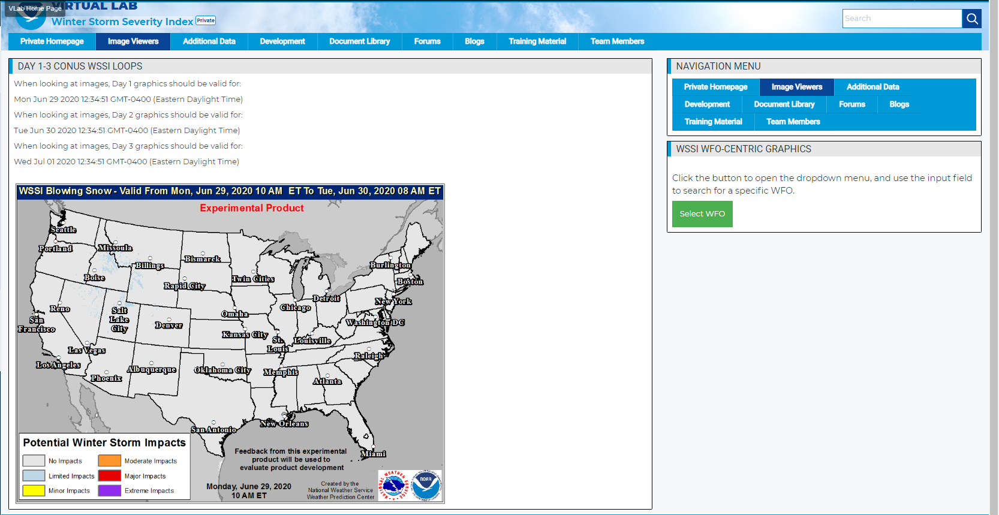 VLab Home Page
VIRTUAL LAB
Winter Storm Severity Index Private
Search
Private Homepage Image Viewers Additional Data Development Document Library Forums Blogs Training Material Team Members
DAY 1-3 CONUS WSSI LOOPS
When looking at images, Day 1 graphics should be valid for:
Mon Jun 29 2020 12:34:51 GMT-0400 (Eastern Daylight Time)
When looking at images, Day 2 graphics should be valid for:
Tue Jun 30 2020 12:34:51 GMT-0400 (Eastern Daylight Time)
When looking at images, Day 3 graphics should be valid for:
Wed Jul 01 2020 12:34:51 GMT-0400 (Eastern Daylight Time)
WSSI Blowing Snow - Valid From Mon, Jun 29, 2020 10 AM ET To Tue, Jun 30, 2020 08 AM ET
Experimental Product
Seattle
Portland
Missoula
Billings
Bismarck
Boise
Rapid City
Twin Cities
Burlington
Boston
Detroit
New York
Chicago
Reno
Salt
Lake
City
Omaha
San
Francisco
Denver
Washington DC
Kansas City
St.
Louis
Louisville
Las Vegas
Raleigh
Los Angeles
Albuquerque
Oklahoma City
Memphis
Phoenix
Atlanta
New Orleans
San Antonio
Miami
Potential Winter Storm Impacts
No Impacts
Moderate Impacts
Limited Impacts
Major Impacts
Minor Impacts
Extreme Impacts
Feedback from this experimental
product will be used to
evaluate product development
Monday, June 29, 2020
10 AM ET
Created by the
National Weather Service
Weather Prediction Center
NATIONAL WEATHER SERVICE
NOAA
NAVIGATION MENU
Private Homepage Image Viewers Additional Data
Development Document Library Forums Blogs
Training Material Team Members
WSSI WFO-CENTRIC GRAPHICS
Click the button to open the dropdown menu, and use the input field
to search for a specific WFO.
Select WFO